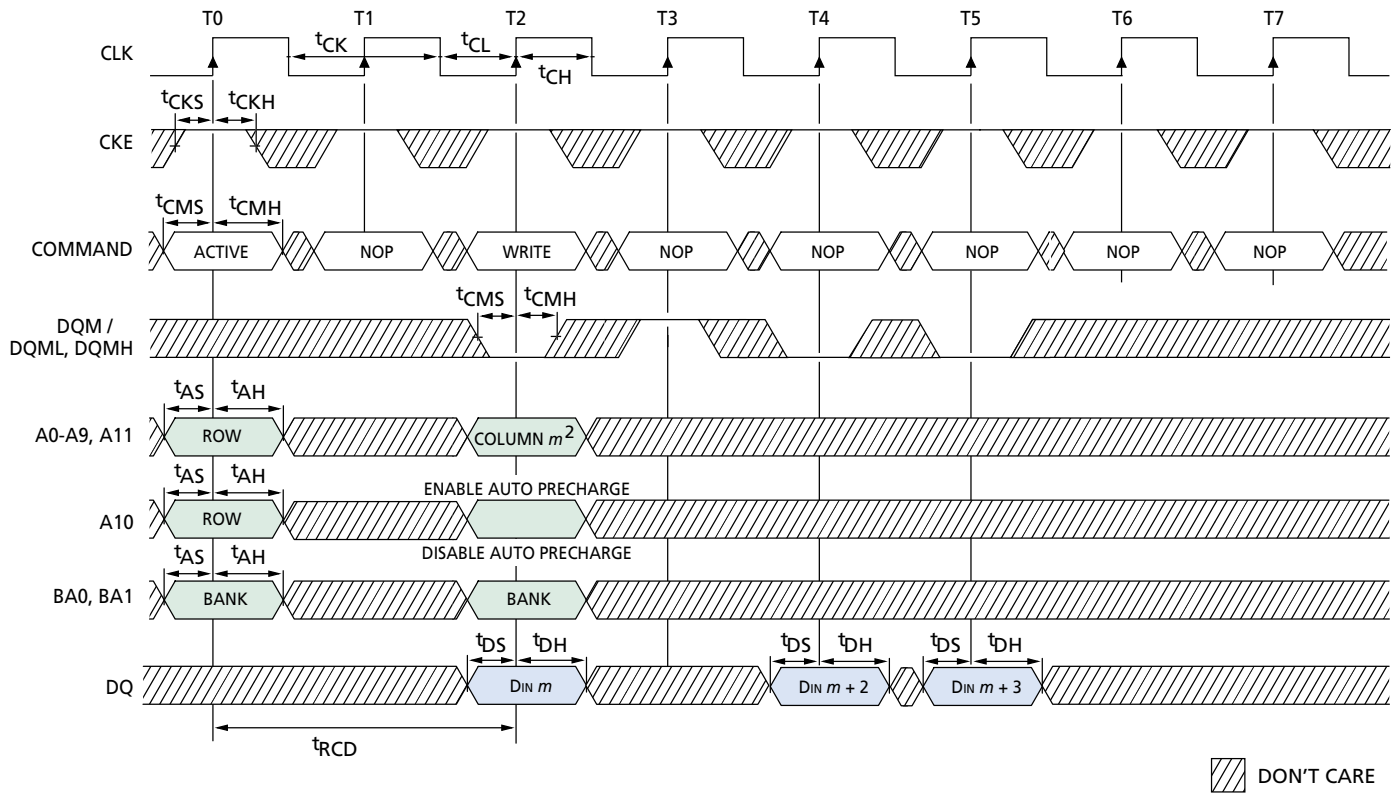 T0 T1 T2 T3 T4 T5 T6 T7
CLK
tCK tCL
tCH
tCKS tCKH
CKE
tCMS tCMH
COMMAND ACTIVE NOP WRITE NOP NOP NOP NOP NOP
tCMS tCMH
DQM /
DQML, DQMH
tAS tAH
A0-A9, A11 ROW COLUMN m2
tAS tAH
ENABLE AUTO PRECHARGE
A10 ROW
DISABLE AUTO PRECHARGE
tAS tAH
BA0, BA1 BANK BANK
tDS tDH tDS tDH tDS tDH
DQ DIN m DIN m + 2 DIN m + 3
tRCD
DON'T CARE